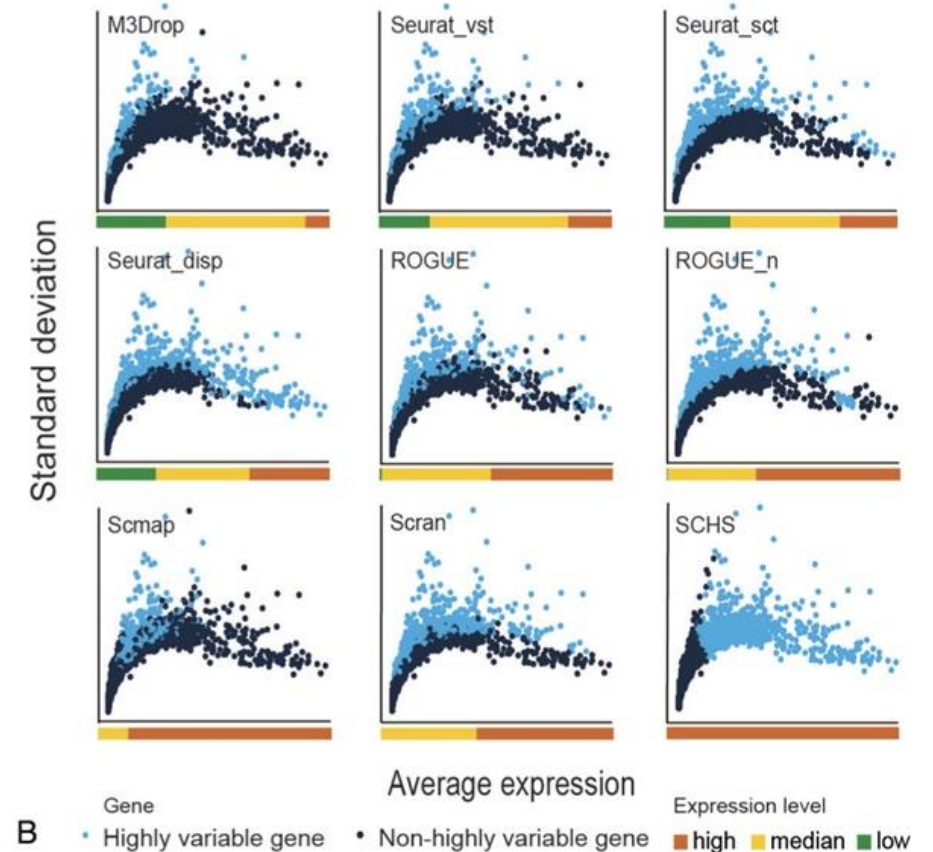 M3Drop
Seurat_vst
Seurat_sct
Standard deviation
Seurat_disp
ROGUE
ROGUE_n
Scmap
Scran
SCHS
Average expression
Gene
Expression level
B
Highly variable gene
Non-highly variable gene
high
median
low